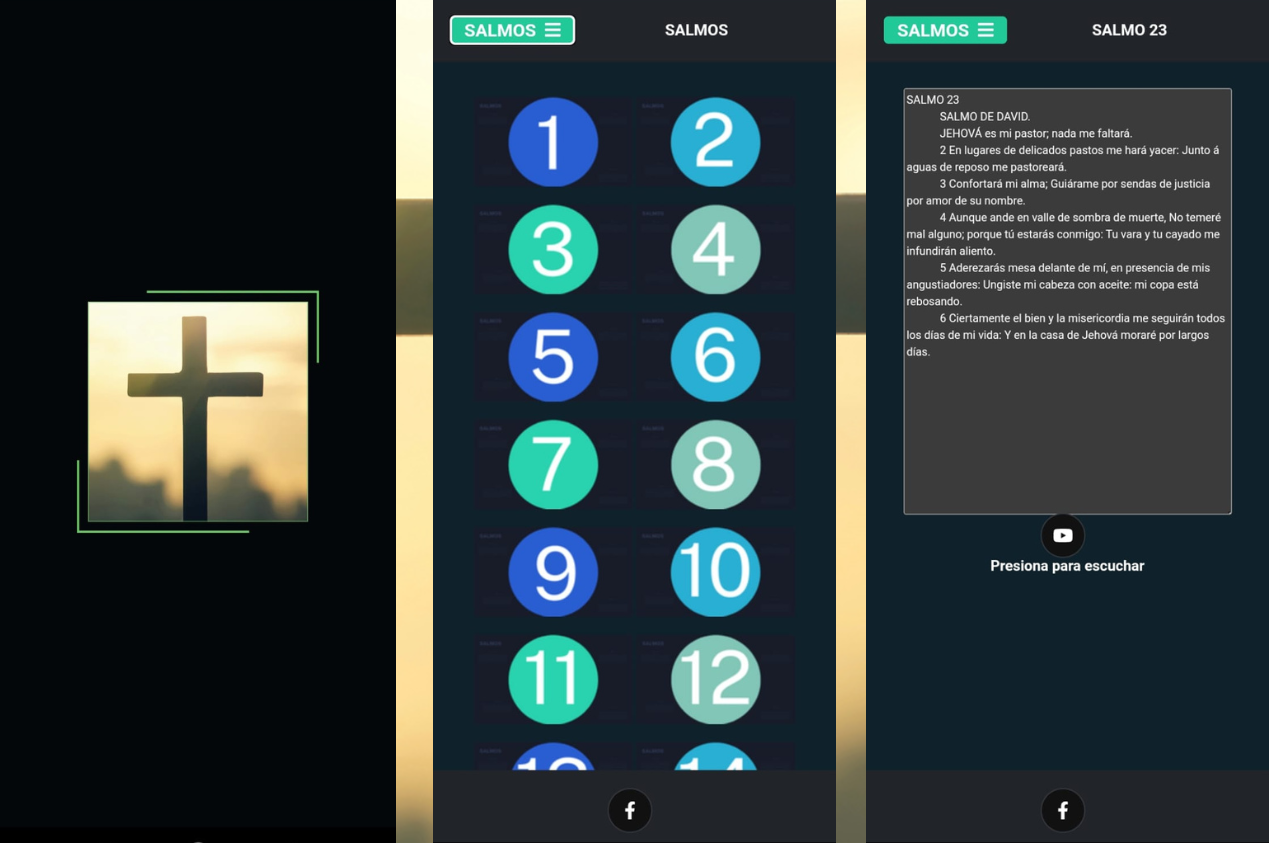 SALMOS
SALMOS
1
2
3
4
5
6
7
8
9
10
11
12
13
14
SALMOS
SALMO 23
SALMO 23
SALMO DE DAVID.
JEHOVÁ es mi pastor; nada me faltará.
2 En lugares de delicados pastos me hará yacer: Junto á
aguas de reposo me pastoreará.
3 Confortará mi alma; Guiárame por sendas de justicia
por amor de su nombre.
4 Aunque ande en valle de sombra de muerte, No temeré
mal alguno; porque tú estarás conmigo: Tu vara y tu cayado me
infundirán aliento.
5 Aderezarás mesa delante de mí, en presencia de mis
angustiadores: Ungiste mi cabeza con aceite: mi copa está
rebosando.
6 Ciertamente el bien y la misericordia me seguirán todos
los días de mi vida: Y en la casa de Jehová moraré por largos
días.
Presiona para escuchar